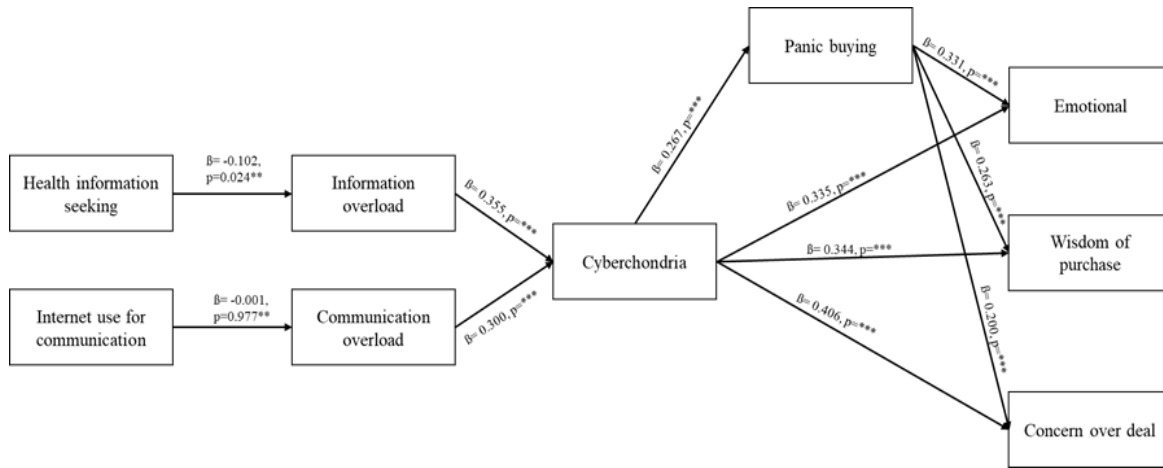 Panic buying
ß= 0.331, p=***
Emotional
ß= 0.267, p=***
ß= 0.263, p=***
ß= -0.102,
p=0.024**
Health information
seeking
Information
overload
ß= 0.355, p=***
ß= 0.335, p=***
Cyberchondria
ß= 0.344, p=***
Wisdom of
purchase
ß= -0.001,
p=0.977**
Internet use for
communication
Communication
overload
ß= 0.300, p=***
ß= 0.406, p=***
ß= 0.200, p=***
Concern over deal